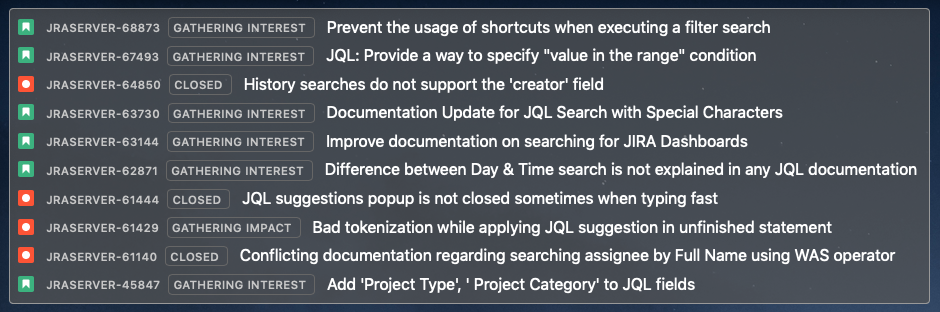 JRASERVER-68873 GATHERING INTEREST Prevent the usage of shortcuts when executing a filter search
JRASERVER-67493 GATHERING INTEREST JQL: Provide a way to specify "value in the range" condition
JRASERVER-64850 CLOSED History searches do not support the 'creator' field
JRASERVER-63730 GATHERING INTEREST Documentation Update for JQL Search with Special Characters
JRASERVER-63144 GATHERING INTEREST Improve documentation on searching for JIRA Dashboards
JRASERVER-62871 GATHERING INTEREST Difference between Day & Time search is not explained in any JQL documentation
JRASERVER-61444 CLOSED JQL suggestions popup is not closed sometimes when typing fast
JRASERVER-61429 GATHERING IMPACT Bad tokenization while applying JQL suggestion in unfinished statement
JRASERVER-61140 CLOSED Conflicting documentation regarding searching assignee by Full Name using WAS operator
JRASERVER-45847 GATHERING INTEREST Add 'Project Type', ' Project Category' to JQL fields